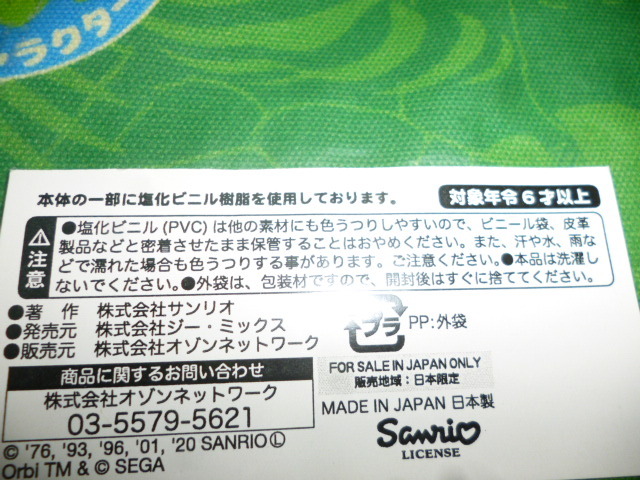 ラクター
本体の一部に塩化ビニル樹脂を使用しております。
対象年令6才以上
注意
●塩化ビニル(PVC)は他の素材にも色うつりしやすいので、ビニール袋、皮革
製品などと密着させたまま保管することはおやめください。また、汗や水、雨な
どで濡れた場合も色うつりする事があります。ご注意ください。●本品は洗濯し
ないでください。●外袋は、包装材ですので、開封後はすぐに捨ててください。
●著 作 株式会社サンリオ
●発売元 株式会社ジー・ミックス
●販売元 株式会社オゾンネットワーク
プラ
PP:外袋
商品に関するお問い合わせ
株式会社オゾンネットワーク
03-5579-5621
FOR SALE IN JAPAN ONLY
販売地域:日本限定
MADE IN JAPAN 日本製
© '76, '93, '96, '01, '20 SANRIO Ⓛ
Orbi TM & © SEGA
Sanrio
LICENSE